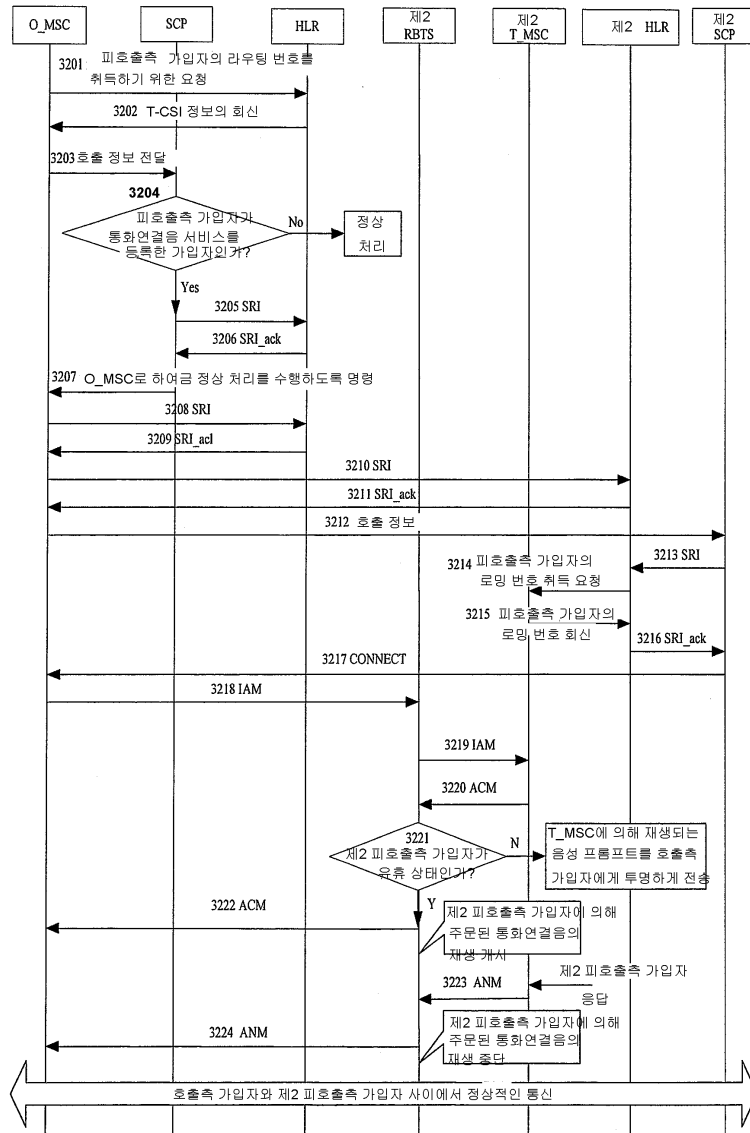 O_MSC
SCP
HLR
제2
RBTS
제2
T_MSC
제2 HLR
제2
SCP
3201 피호출측 가입자의 라우팅 번호를
취득하기 위한 요청
3202 T-CSI 정보의 회신
3203 호출 정보 전달
3204
피호출측 가입자가
통화연결음 서비스를
등록한 가입자인가?
No
정상
처리
Yes
3205 SRI
3206 SRI_ack
3207 O_MSC로 하여금 정상 처리를 수행하도록 명령
3208 SRI
3209 SRI_acl
3210 SRI
3211 SRI_ack
3212 호출 정보
3213 SRI
3214 피호출측 가입자의
로밍 번호 취득 요청
3215 피호출측 가입자의
로밍 번호 회신
3216 SRI_ack
3217 CONNECT
3218 IAM
3219 IAM
3220 ACM
3221
제2 피호출측 가입자가
유휴 상태인가?
N
T_MSC에 의해 재생되는
음성 프롬프트를 호출측
가입자에게 투명하게 전송
Y
3222 ACM
제2 피호출측 가입자에 의해
주문된 통화연결음의
재생 개시
제2 피호출측 가입자
응답
3223 ANM
3224 ANM
제2 피호출측 가입자에 의해
주문된 통화연결음의
재생 중단
호출측 가입자와 제2 피호출측 가입자 사이에서 정상적인 통신